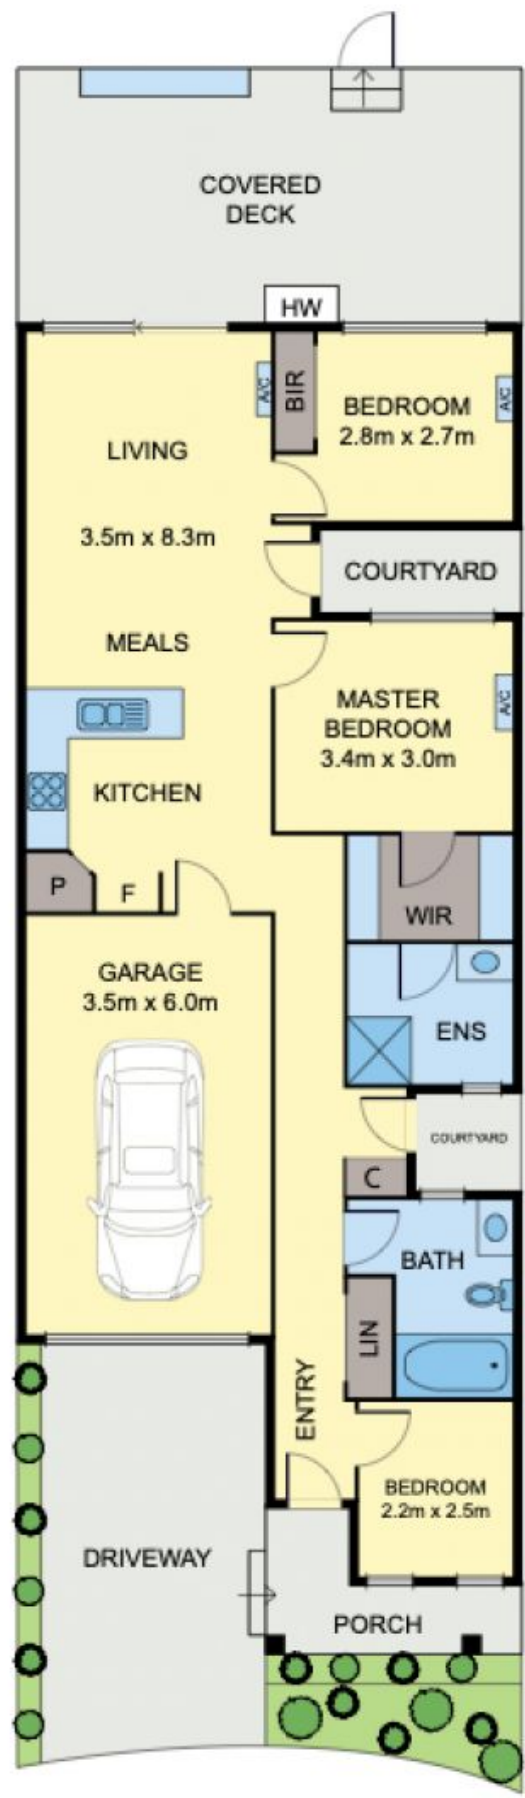 COVERED
DECK
HW
A/C
BIR
BEDROOM
2.8m x 2.7m
A/C
LIVING
3.5m x 8.3m
COURTYARD
MEALS
MASTER
BEDROOM
3.4m x 3.0m
A/C
KITCHEN
P
F
WIR
GARAGE
3.5m x 6.0m
ENS
COURTYARD
C
BATH
LIN
ENTRY
BEDROOM
2.2m x 2.5m
DRIVEWAY
PORCH